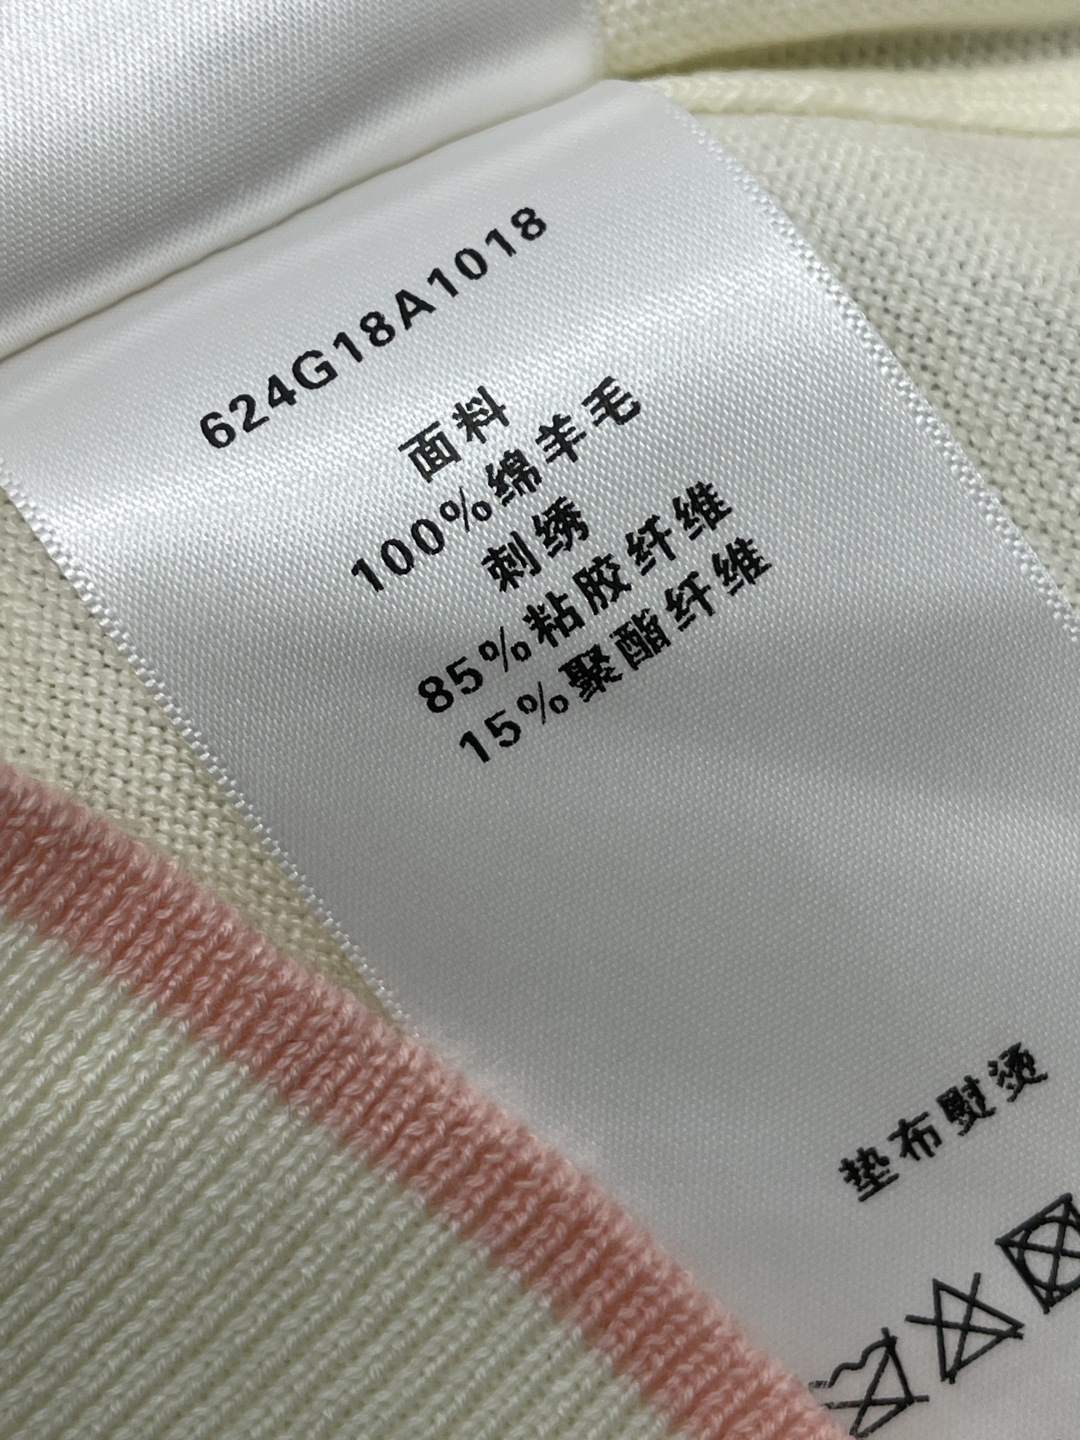 624G18A1018
面料
100%绵羊毛
刺绣
85%粘胶纤维
15%聚酯纤维
垫布熨烫